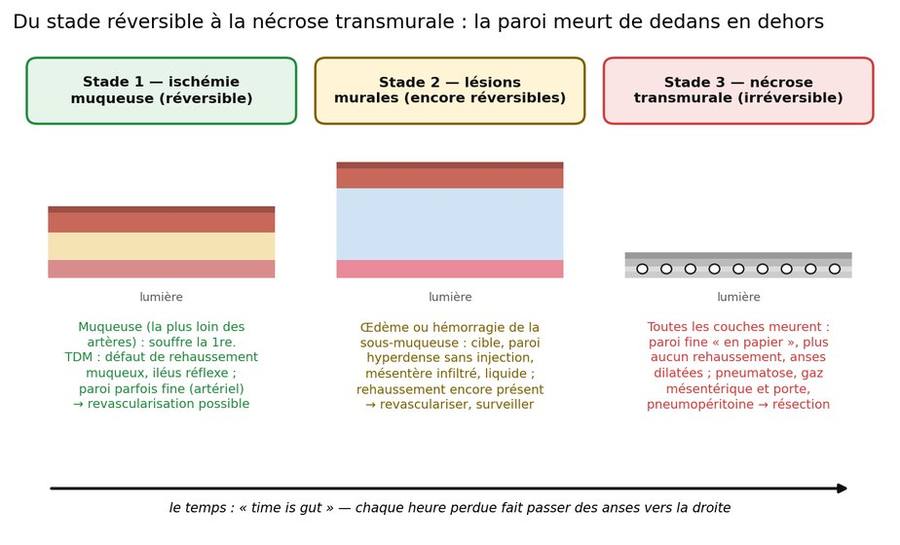 Du stade réversible à la nécrose transmurale : la paroi meurt de dedans en dehors
Stade 1 — ischémie
muqueuse (réversible)
Stade 2 — lésions
murales (encore réversibles)
Stade 3 — nécrose
transmurale (irréversible)
lumière
lumière
lumière
Muqueuse (la plus loin des
artères) : souffre la 1re.
TDM : défaut de rehaussement
muqueux, iléus réflexe ;
paroi parfois fine (artériel)
→ revascularisation possible
Œdème ou hémorragie de la
sous-muqueuse : cible, paroi
hyperdense sans injection,
mésentère infiltré, liquide ;
rehaussement encore présent
→ revasculariser, surveiller
Toutes les couches meurent :
paroi fine « en papier », plus
aucun rehaussement, anses
dilatées ; pneumatose, gaz
mésentérique et porte,
pneumopéritoine → résection
le temps : « time is gut » — chaque heure perdue fait passer des anses vers la droite